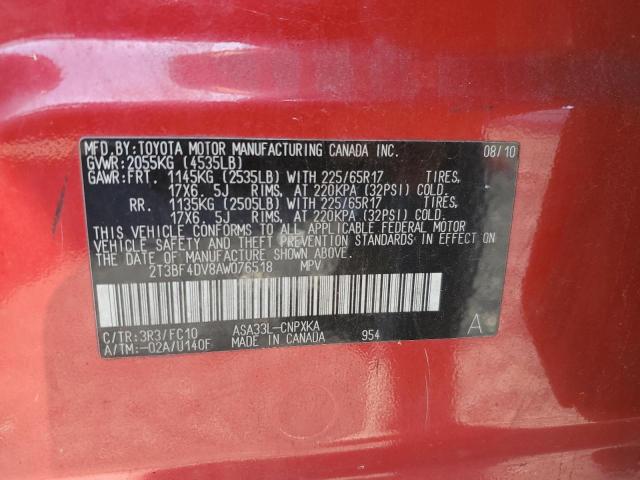 MFD. BY: TOYOTA MOTOR MANUFACTURING CANADA INC. 08/10
GVWR: 2055KG (4535LB)
GAWR: FRT. 1145KG (2535LB) WITH 225/65R17 TIRES,
17X6. 5J RIMS, AT 220KPA (32PSI) COLD.
RR. 1135KG (2505LB) WITH 225/65R17 TIRES,
17X6. 5J RIMS, AT 220KPA (32PSI) COLD.
THIS VEHICLE CONFORMS TO ALL APPLICABLE FEDERAL MOTOR
VEHICLE SAFETY AND THEFT PREVENTION STANDARDS IN EFFECT ON
THE DATE OF MANUFACTURE SHOWN ABOVE.
2T3BF4DV8AW076518 MPV
C/TR: 3R3/FC10 ASA33L-CNPXKA
A/TM: -02A/U140F MADE IN CANADA 954 A